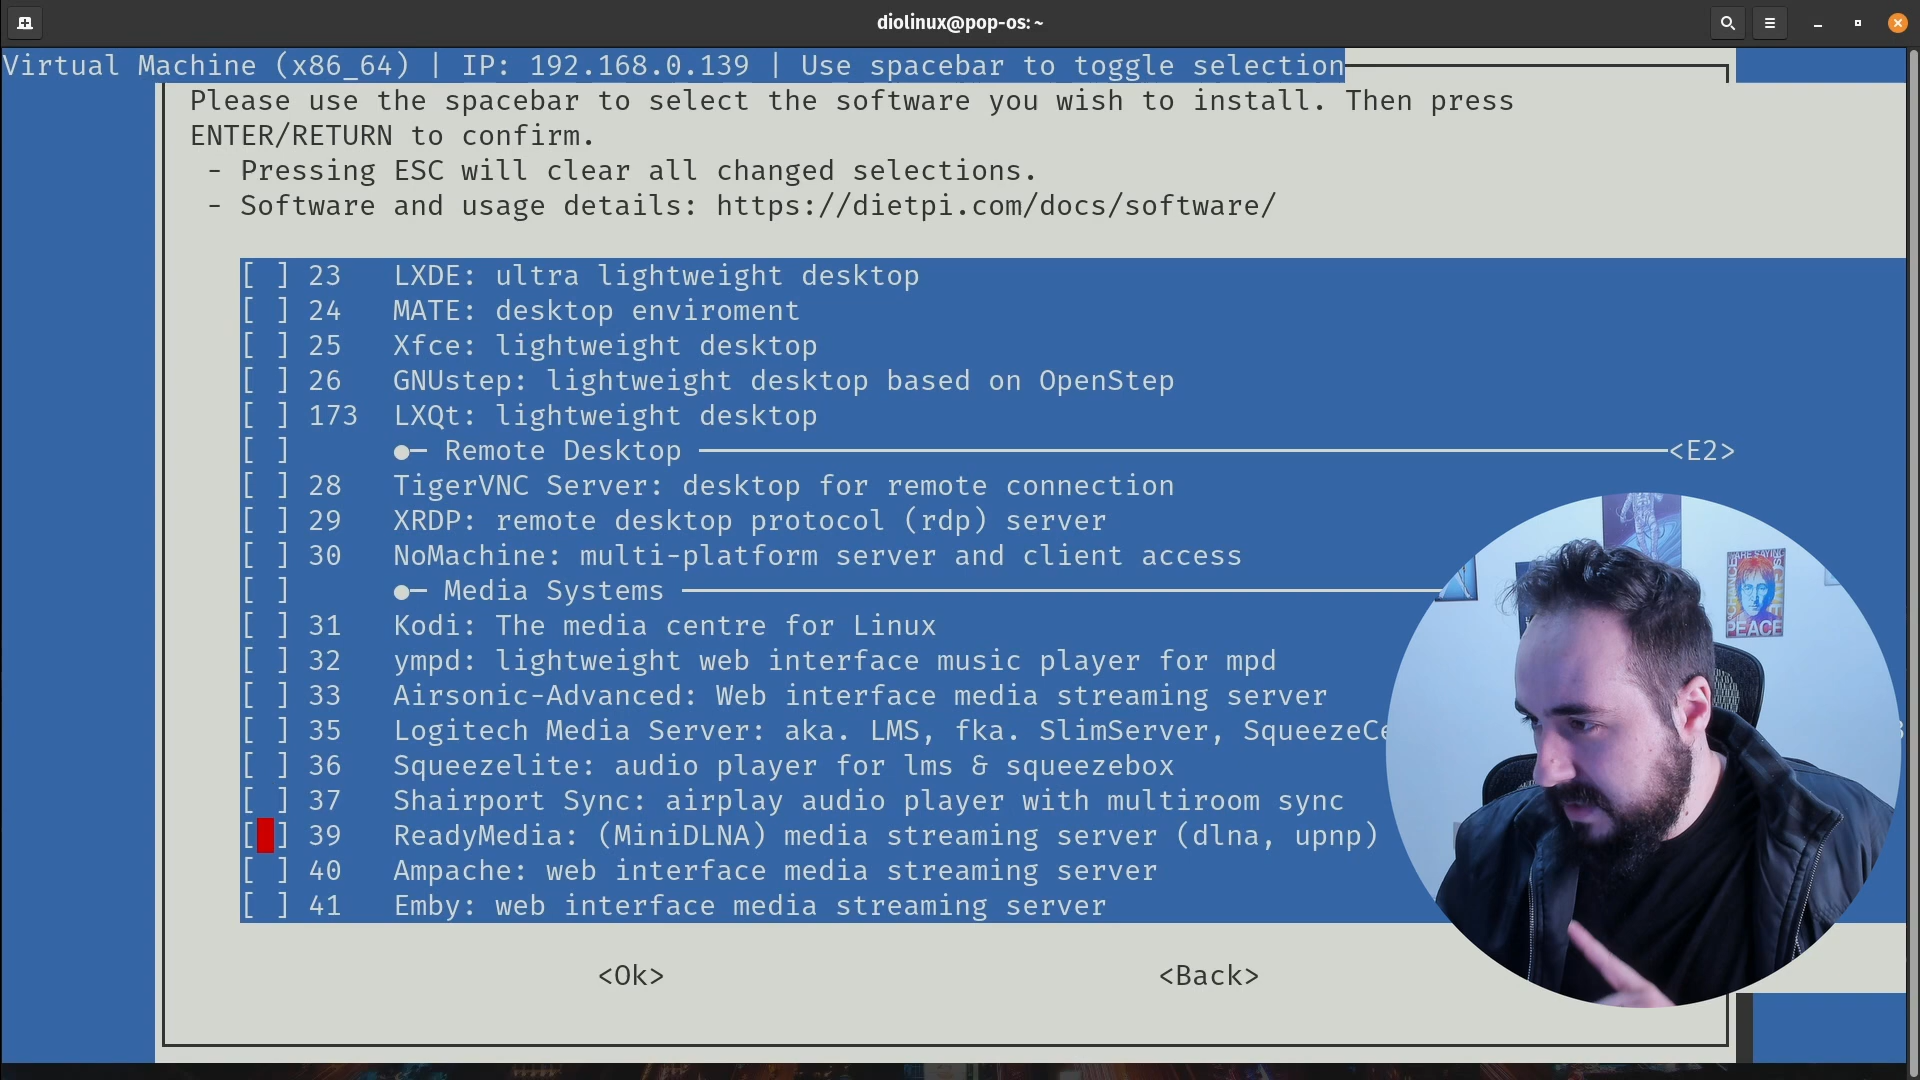 diolinux@pop-os: ~
Virtual Machine (x86_64) | IP: 192.168.0.139 | Use spacebar to toggle selection
Please use the spacebar to select the software you wish to install. Then press
ENTER/RETURN to confirm.
- Pressing ESC will clear all changed selections.
- Software and usage details: https://dietpi.com/docs/software/
[ ] 23 LXDE: ultra lightweight desktop
[ ] 24 MATE: desktop enviroment
[ ] 25 Xfce: lightweight desktop
[ ] 26 GNUstep: lightweight desktop based on OpenStep
[ ] 173 LXQt: lightweight desktop
[ ] ●─ Remote Desktop ─<E2>
[ ] 28 TigerVNC Server: desktop for remote connection
[ ] 29 XRDP: remote desktop protocol (rdp) server
[ ] 30 NoMachine: multi-platform server and client access
[ ] ●─ Media Systems ─
[ ] 31 Kodi: The media centre for Linux
[ ] 32 ympd: lightweight web interface music player for mpd
[ ] 33 Airsonic-Advanced: Web interface media streaming server
[ ] 35 Logitech Media Server: aka. LMS, fka. SlimServer, SqueezeCe
[ ] 36 Squeezelite: audio player for lms & squeezebox
[ ] 37 Shairport Sync: airplay audio player with multiroom sync
[ ] 39 ReadyMedia: (MiniDLNA) media streaming server (dlna, upnp)
[ ] 40 Ampache: web interface media streaming server
[ ] 41 Emby: web interface media streaming server
<Ok> <Back>
PEACE